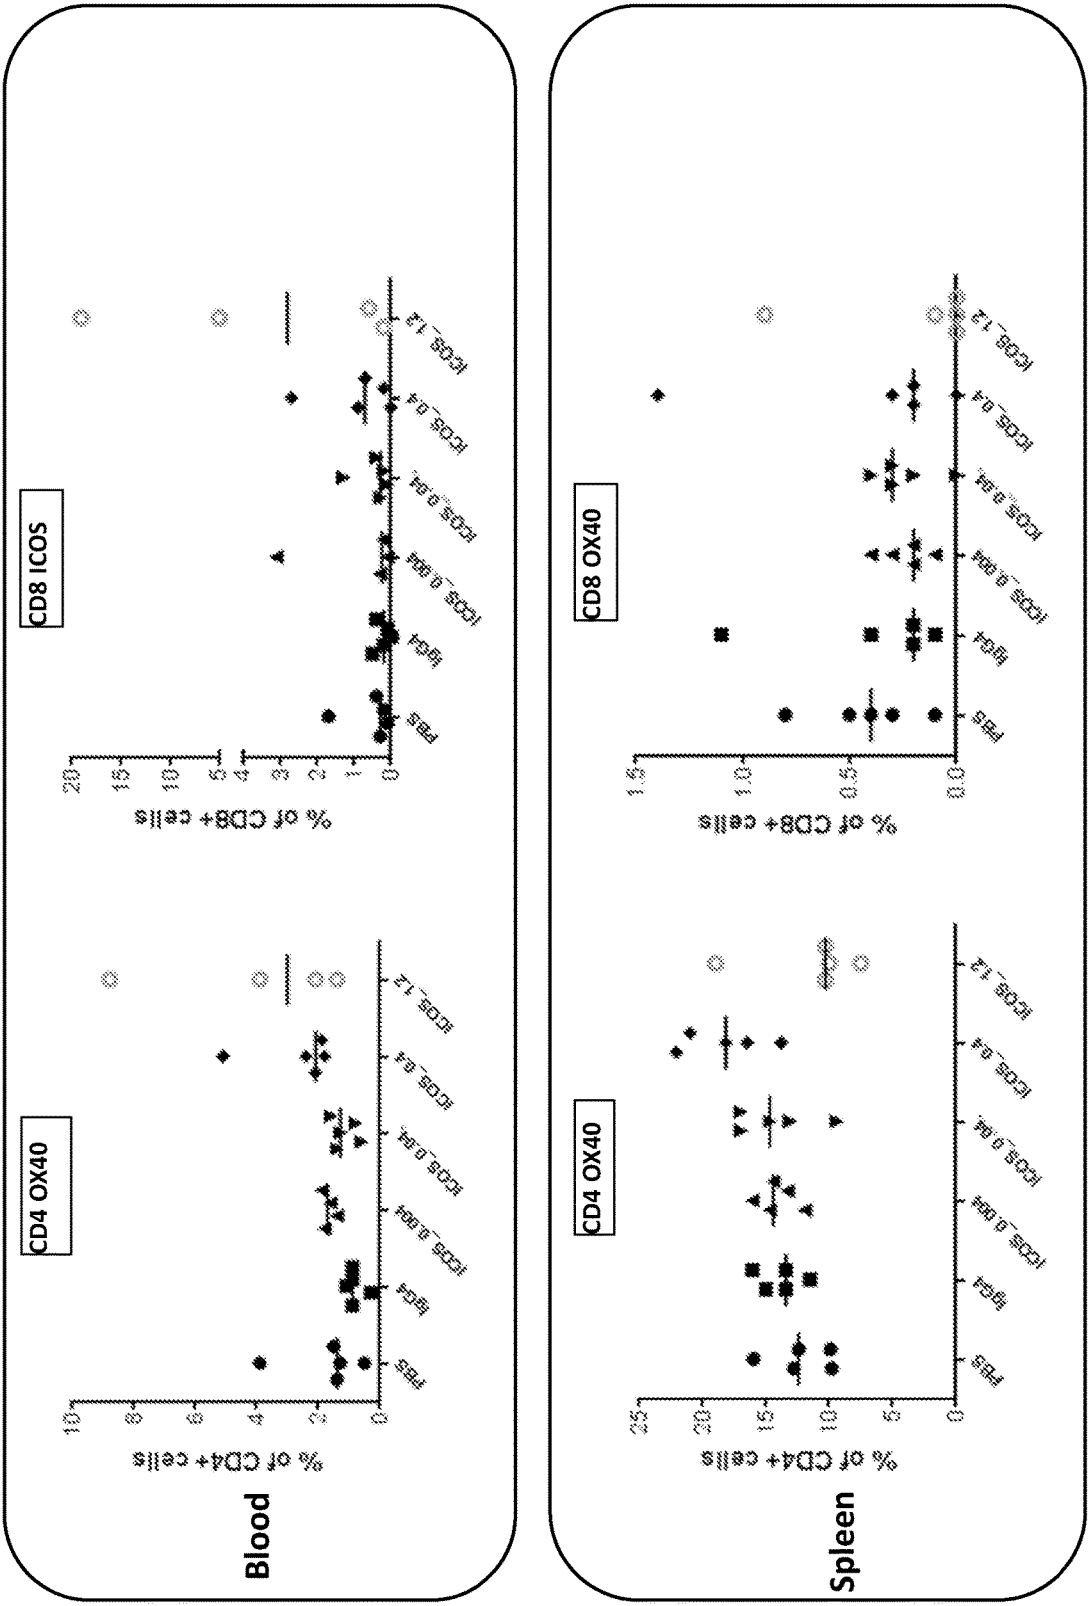 Blood
CD4 OX40
% of CD4+ cells
10
8
6
4
2
0
PBS
IgG4
ICOS_0.004
ICOS_0.04,
ICOS_0.4
ICOS_1.2
CD8 ICOS
% of CD8+ cells
20
15
10
5
4
3
2
1
0
PBS
IgG4
ICOS_0.004
ICOS_0.04,
ICOS_0.4
ICOS_1.2
Spleen
CD4 OX40
% of CD4+ cells
25
20
15
10
5
0
PBS
IgG4
ICOS_0.004
ICOS_0.04,
ICOS_0.4
ICOS_1.2
CD8 OX40
% of CD8+ cells
1.5
1.0
0.5
0.0
PBS
IgG4
ICOS_0.004
ICOS_0.04,
ICOS_0.4
ICOS_1.2